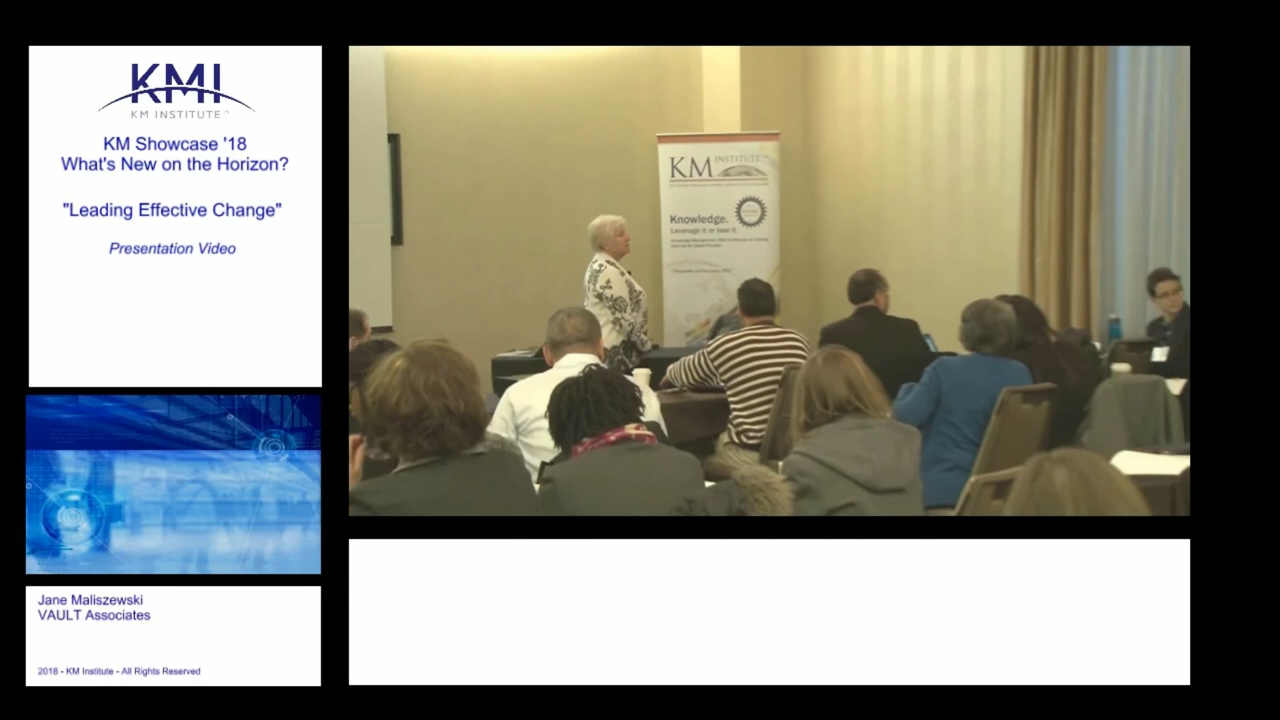 KMI
KM INSTITUTE
KM Showcase '18
What's New on the Horizon?
"Leading Effective Change"
Presentation Video
Jane Maliszewski
VAULT Associates
2018 - KM Institute - All Rights Reserved
KM INSTITUTE
Knowledge.
Leverage it or lose it.